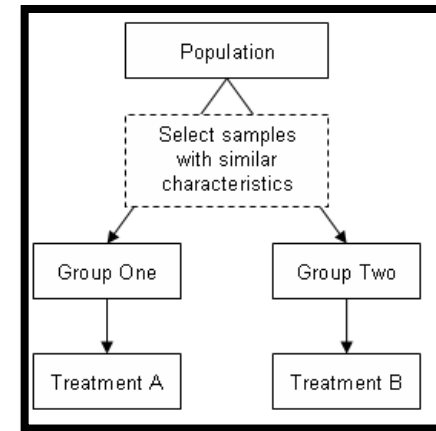 Population
Select samples
with similar
characteristics
Group One
Group Two
Treatment A
Treatment B